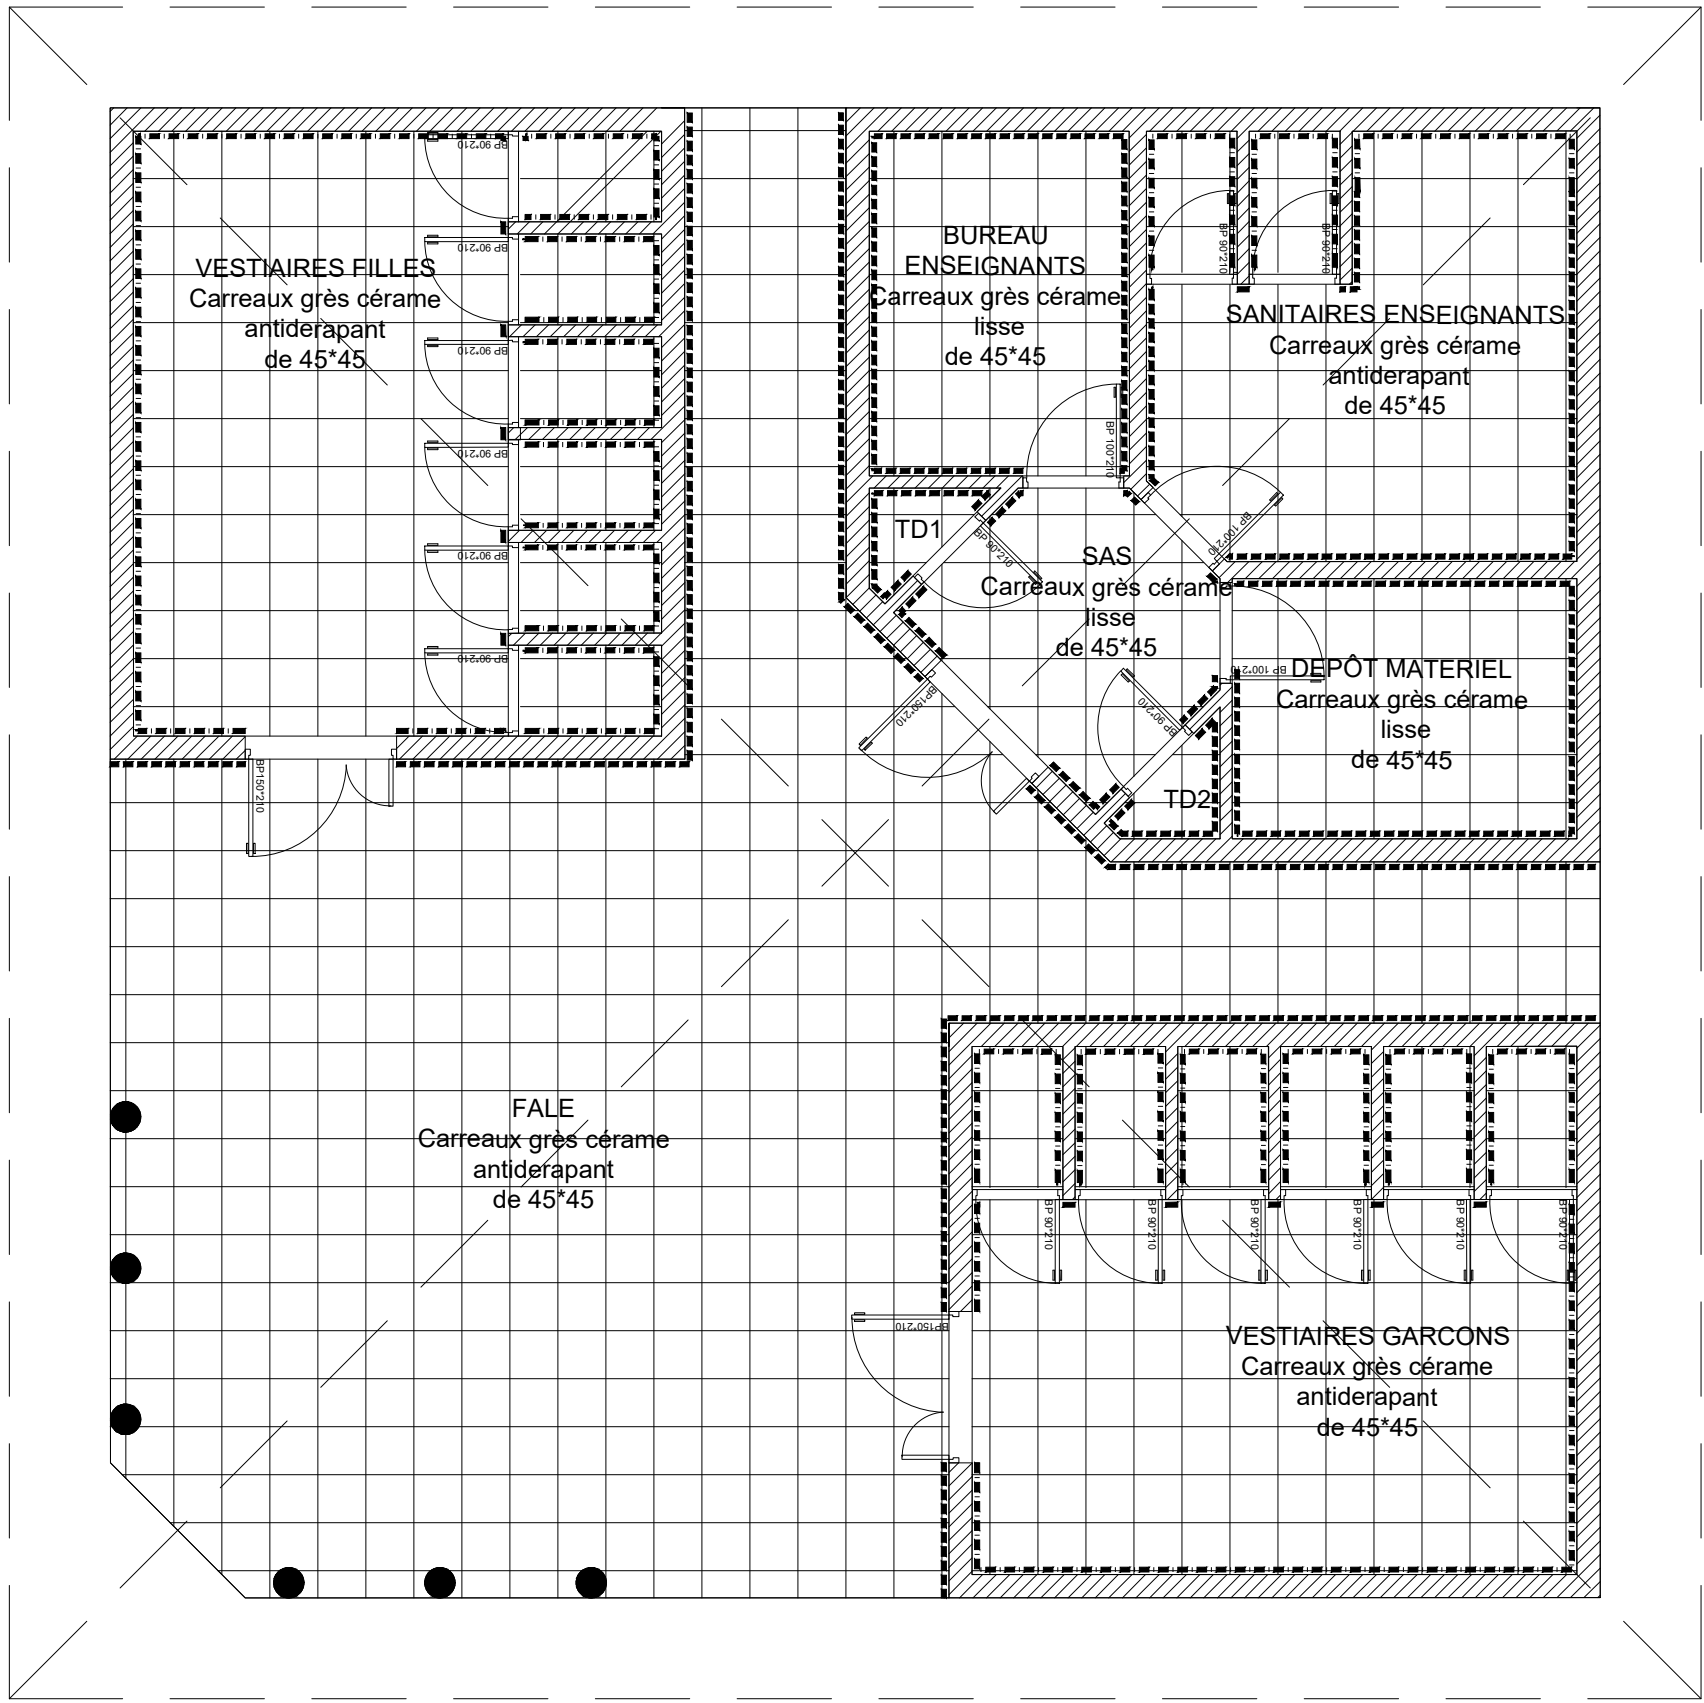 VESTIAIRES FILLES
Carreaux grès cérame
antiderapant
de 45*45
BP 90*210
BP 90*210
BP 90*210
BP 90*210
BP 90*210
BP 90*210
BP150*210
BUREAU
ENSEIGNANTS
Carreaux grès cérame
lisse
de 45*45
BP 100*210
BP 90*210
BP 90*210
SANITAIRES ENSEIGNANTS
Carreaux grès cérame
antiderapant
de 45*45
BP 100*210
TD1
BP 90*210
SAS
Carreaux grès cérame
lisse
de 45*45
BP150*210
BP 90*210
TD2
BP 100*210
DEPÔT MATERIEL
Carreaux grès cérame
lisse
de 45*45
FALE
Carreaux grès cérame
antiderapant
de 45*45
BP 90*210
BP 90*210
BP 90*210
BP 90*210
BP 90*210
BP 90*210
BP150*210
VESTIAIRES GARCONS
Carreaux grès cérame
antiderapant
de 45*45